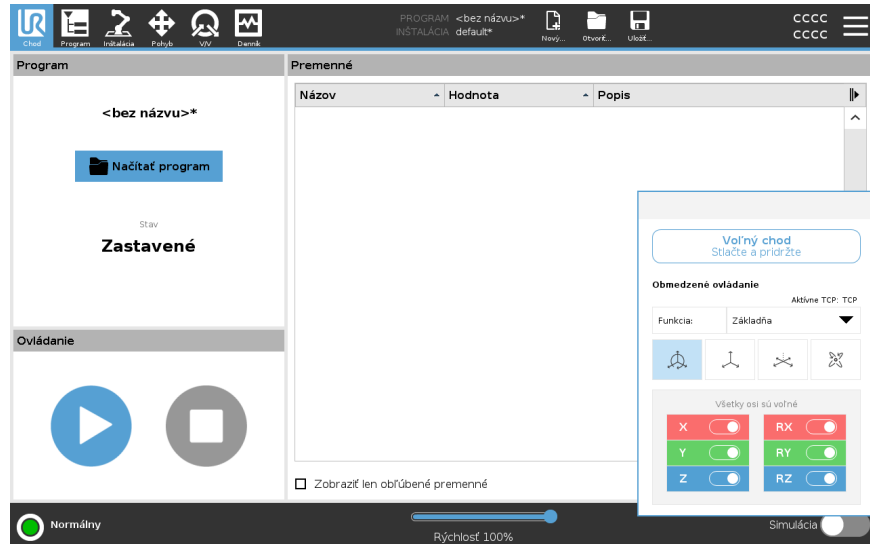 UR
PROGRAM <bez názvu>*
INŠTALÁCIA default*
Chod
Program
Inštalácia
Pohyb
V/V
Denník
Nový...
Otvoriť...
Uložiť...
CCCC
CCCC
Program
<bez názvu>*
Načítať program
Stav
Zastavené
Ovládanie
Premenné
Názov
Hodnota
Popis
Zobraziť len obľúbené premenné
Voľný chod
Stlačte a pridržte
Obmedzené ovládanie
Aktívne TCP: TCP
Funkcia: Základňa
Všetky osi sú voľné
X RX
Y RY
Z RZ
Normálny
Rýchlosť 100%
Simulácia